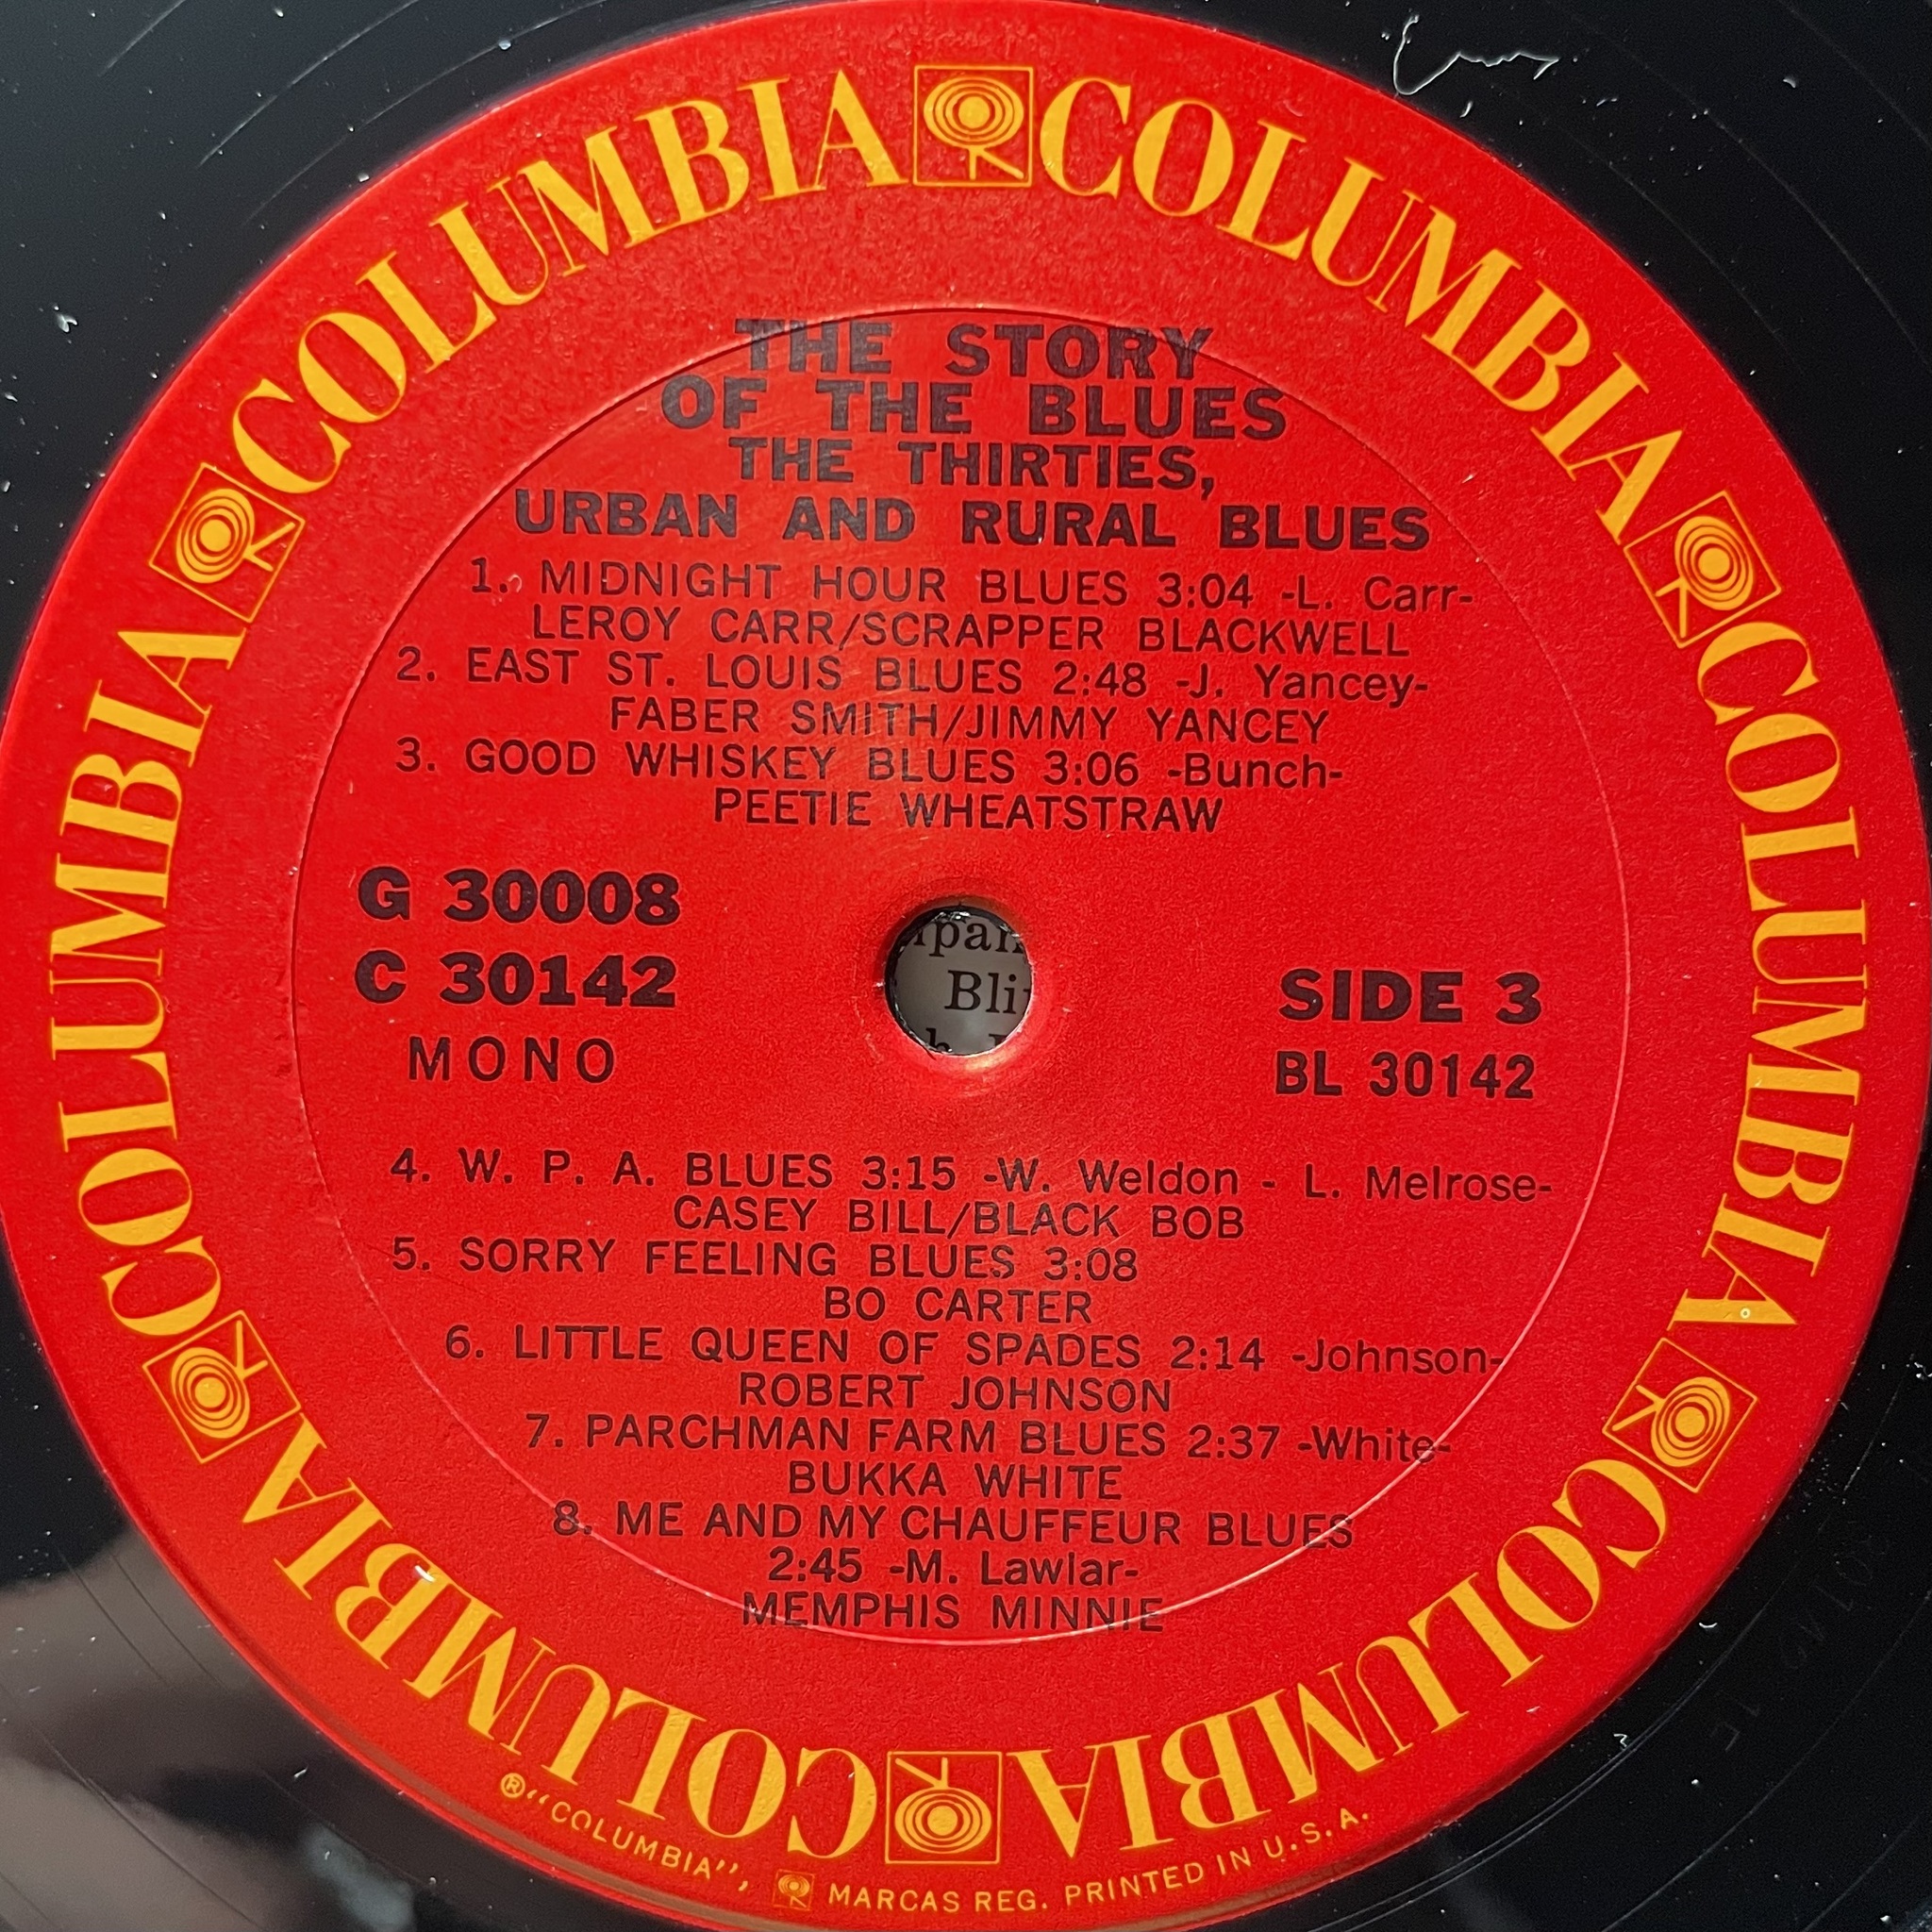 COLUMBIA COLUMBIA COLUMBIA COLUMBIA COLUMBIA COLUMBIA
THE STORY
OF THE BLUES
THE THIRTIES,
URBAN AND RURAL BLUES
1. MIDNIGHT HOUR BLUES 3:04 -L. Carr-
LEROY CARR/SCRAPPER BLACKWELL
2. EAST ST. LOUIS BLUES 2:48 -J. Yancey-
FABER SMITH/JIMMY YANCEY
3. GOOD WHISKEY BLUES 3:06 -Bunch-
PEETIE WHEATSTRAW
G 30008
C 30142
MONO
SIDE 3
BL 30142
4. W. P. A. BLUES 3:15 -W. Weldon - L. Melrose-
CASEY BILL/BLACK BOB
5. SORRY FEELING BLUES 3:08
BO CARTER
6. LITTLE QUEEN OF SPADES 2:14 -Johnson-
ROBERT JOHNSON
7. PARCHMAN FARM BLUES 2:37 -White-
BUKKA WHITE
8. ME AND MY CHAUFFEUR BLUES
2:45 -M. Lawlar-
MEMPHIS MINNIE
® "COLUMBIA", MARCAS REG. PRINTED IN U.S.A.